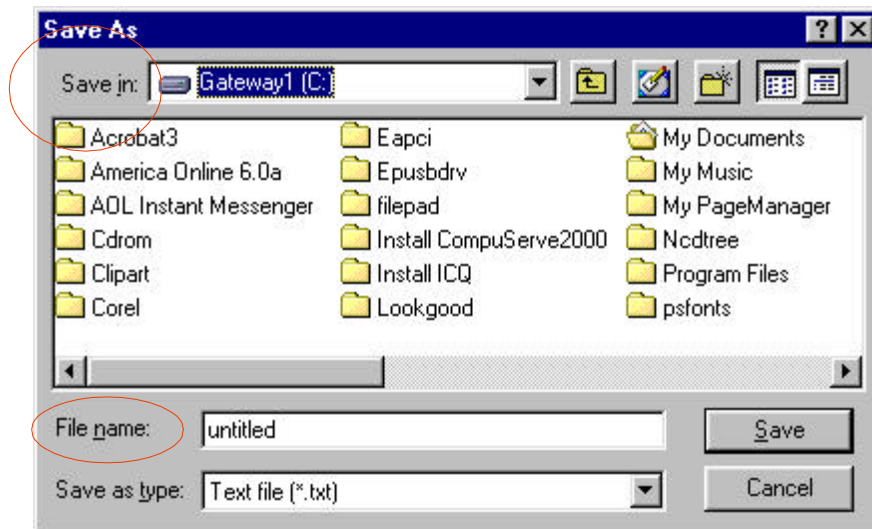 Save As
Save in: Gateway1 (C:)
Acrobat3
America Online 6.0a
AOL Instant Messenger
Cdrom
Clipart
Corel
Eapci
Epusbdrv
filepad
Install CompuServe2000
Install ICQ
Lookgood
My Documents
My Music
My PageManager
Ncdtree
Program Files
psfonts
File name: untitled
Save
Save as type: Text file (*.txt)
Cancel